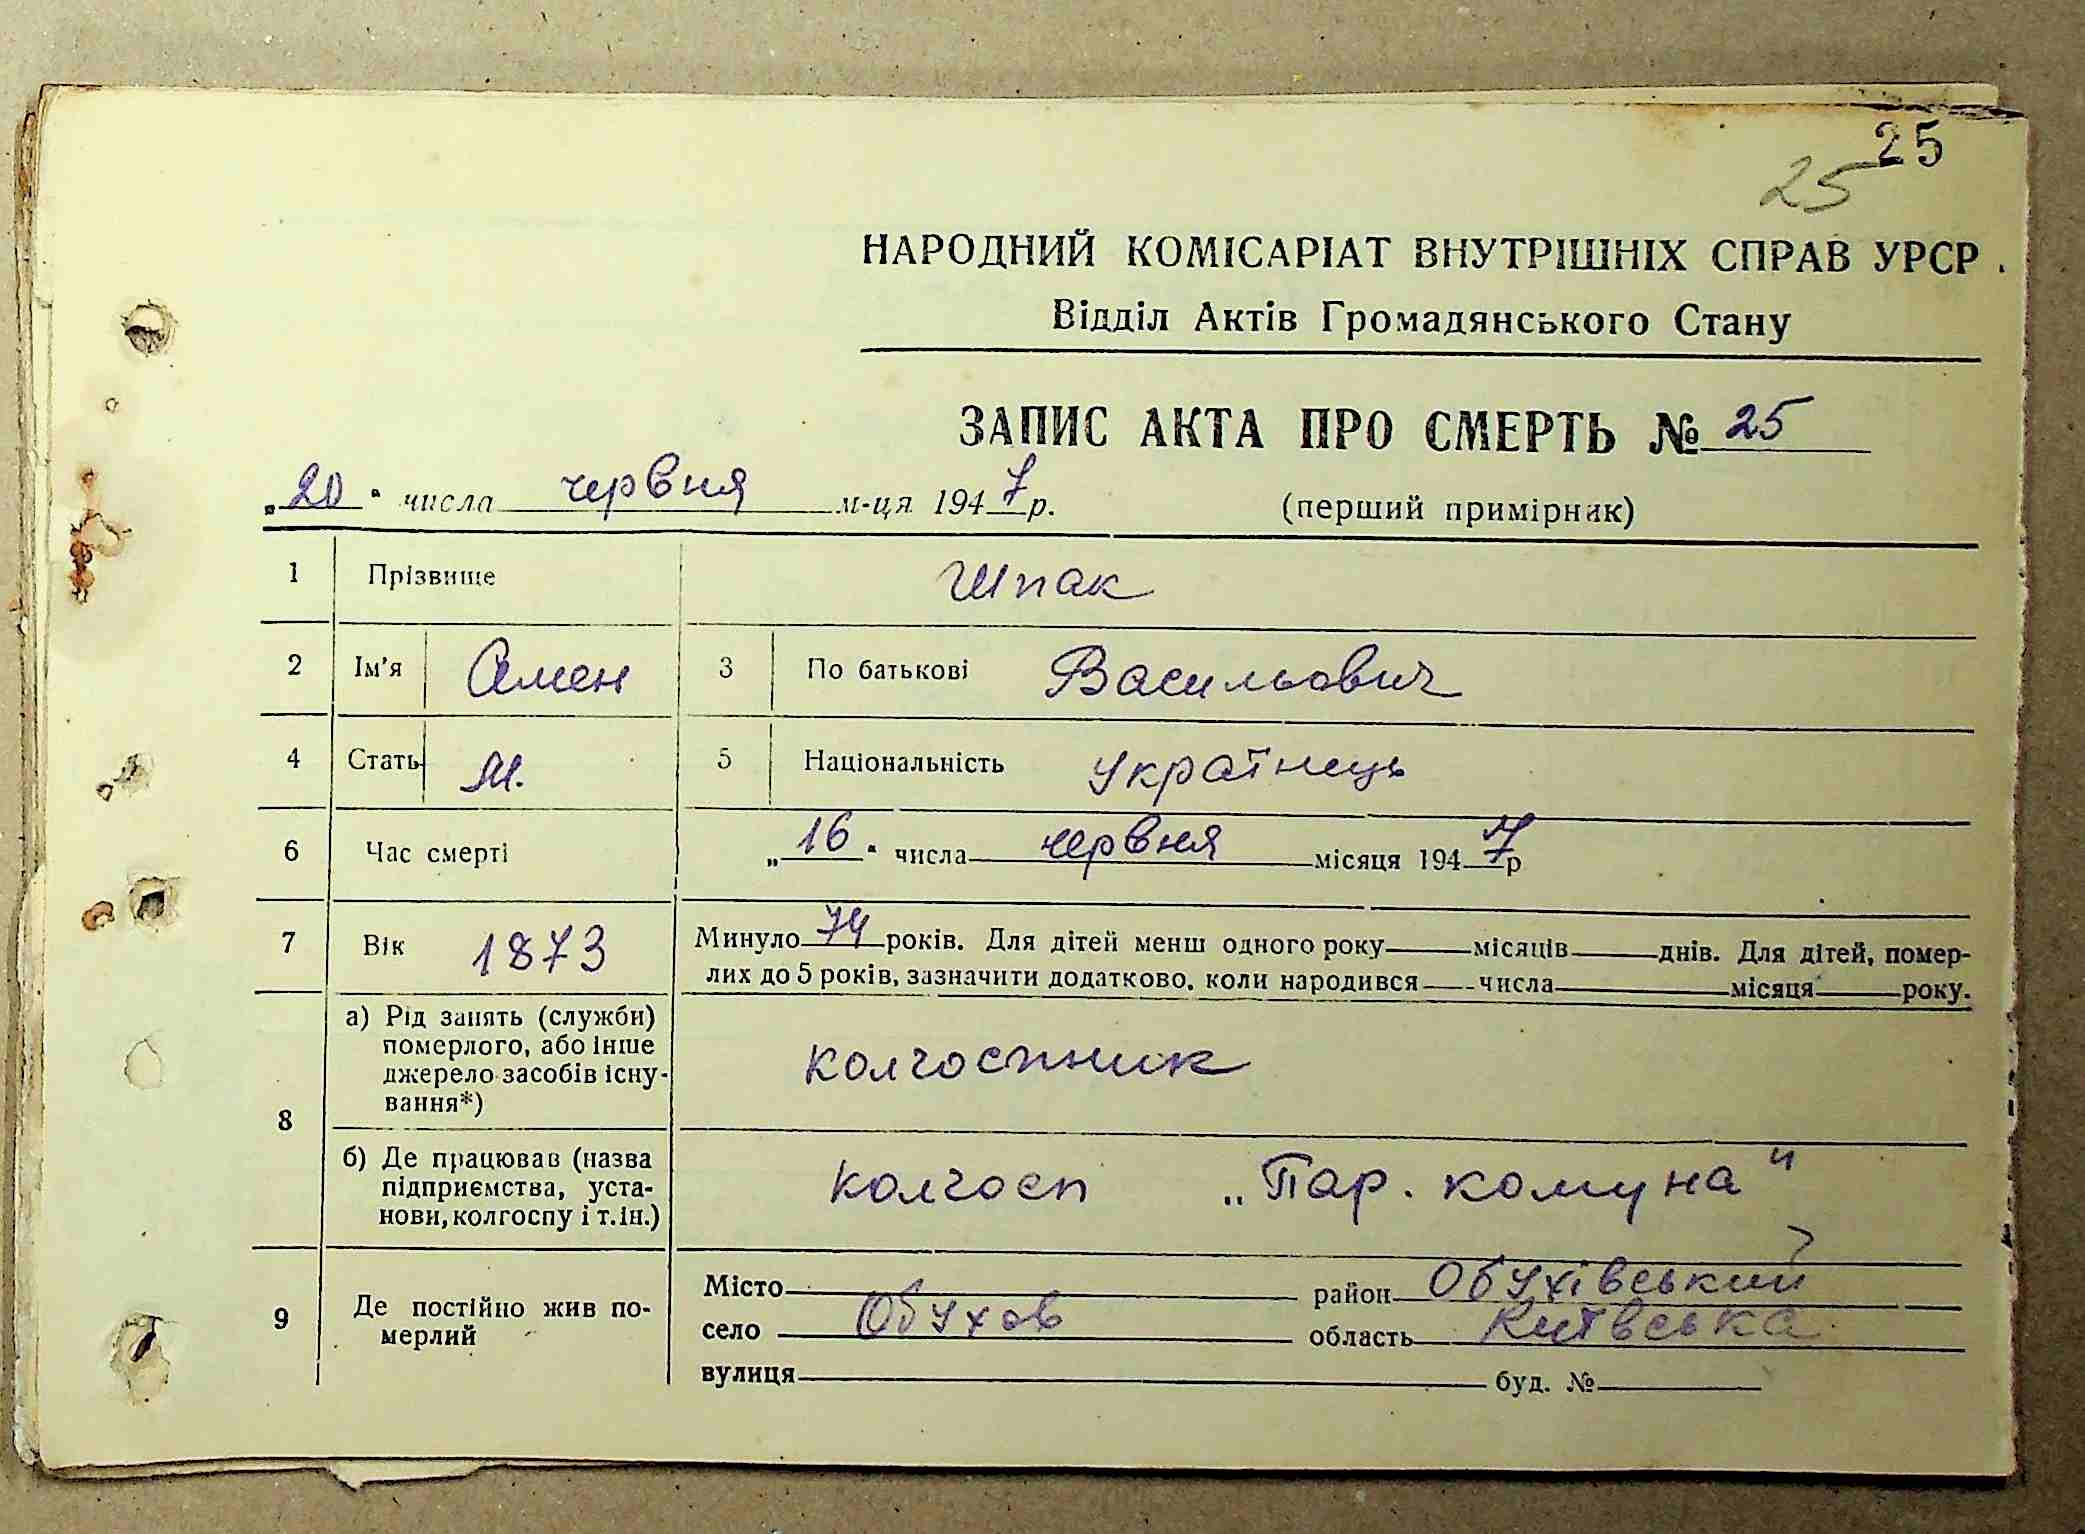 25
25
НАРОДНИЙ КОМІСАРІАТ ВНУТРІШНІХ СПРАВ УРСР.
Відділ Актів Громадянського Стану
ЗАПИС АКТА ПРО СМЕРТЬ № 25
„20" числа червня м-ця 1947 р.
(перший примірник)
1 Прізвище Шпак
2 Ім'я Семен 3 По батькові Васильович
4 Стать М. 5 Національність Українець
6 Час смерті „16" числа червня місяця 1947 р
7 Вік 1873 Минуло 74 років. Для дітей менш одного року місяців днів. Для дітей, помер-
лих до 5 років, зазначити додатково, коли народився числа місяця року.
8 а) Рід занять (служби)
померлого, або інше
джерело засобів існу-
вання*)
колгоспник
б) Де працював (назва
підприємства, уста-
нови, колгоспу і т. ін.)
колгосп „Пар. комуна"
9 Де постійно жив по-
мерлий
Місто район Обухівський
село Обухов область Київська
вулиця буд. №